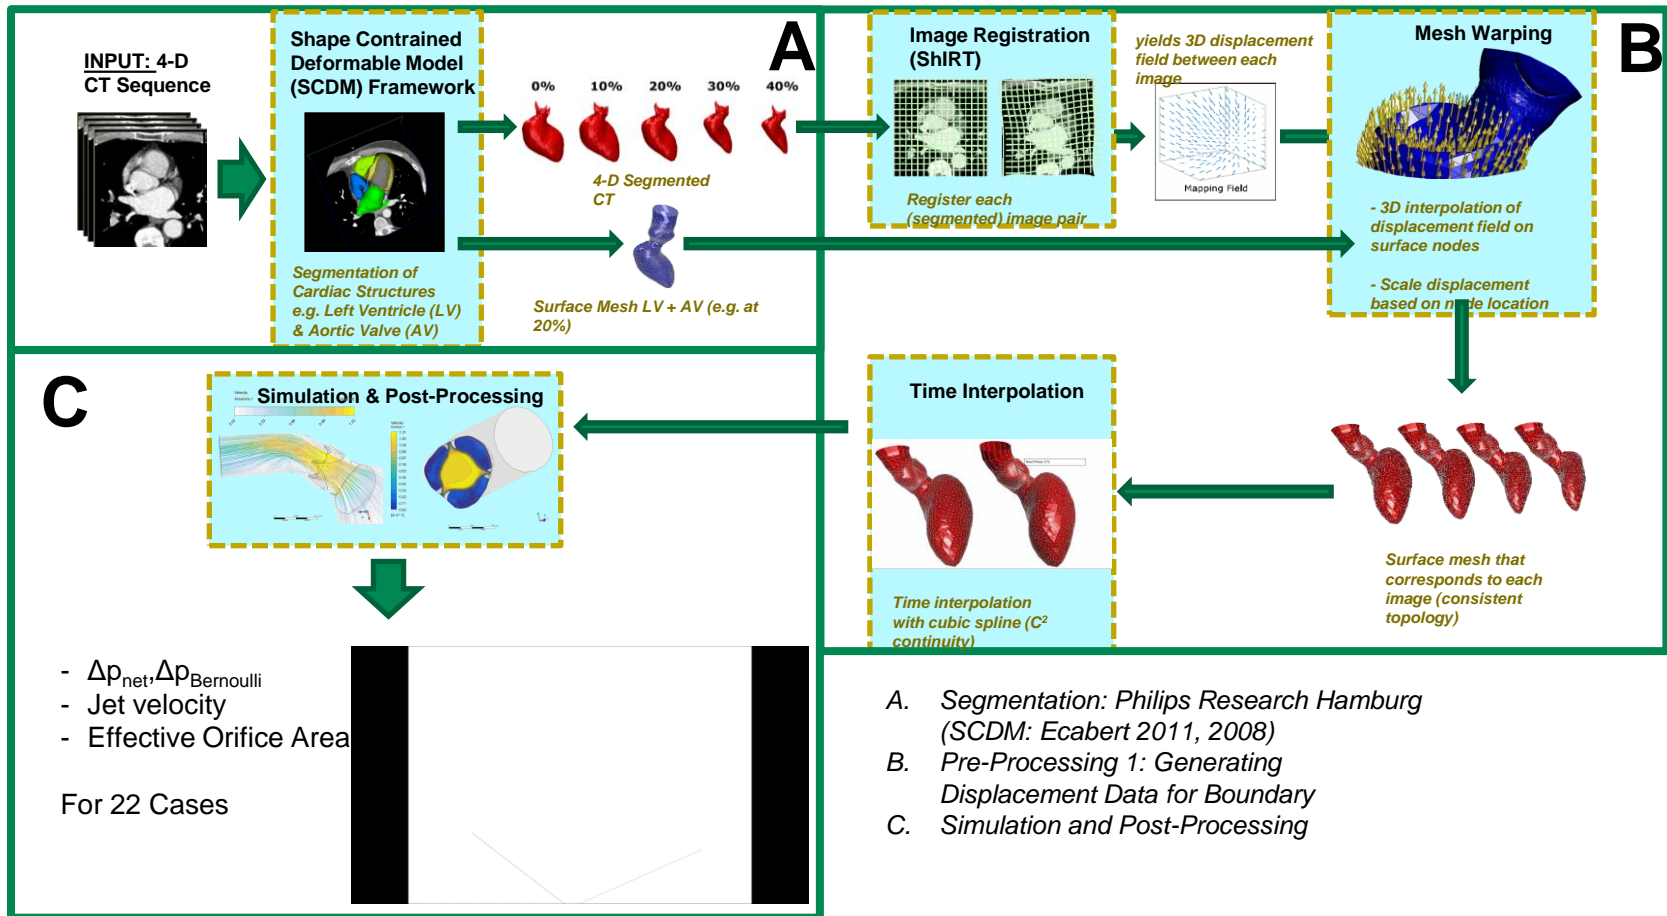 INPUT: 4-D
CT Sequence
Shape Contrained
Deformable Model
(SCDM) Framework
Segmentation of
Cardiac Structures
e.g. Left Ventricle (LV)
& Aortic Valve (AV)
A
0% 10% 20% 30% 40%
4-D Segmented
CT
Surface Mesh LV + AV (e.g. at
20%)
Image Registration
(ShIRT)
Register each
(segmented) image pair
yields 3D displacement
field between each
image
Mapping Field
Mesh Warping
B
- 3D interpolation of
displacement field on
surface nodes
- Scale displacement
based on node location
Surface mesh that
corresponds to each
image (consistent
topology)
Time Interpolation
Time interpolation
with cubic spline (C²
continuity)
C
Simulation & Post-Processing
Velocity
Velocity
- Δpnet,ΔpBernoulli
- Jet velocity
- Effective Orifice Area
For 22 Cases
A. Segmentation: Philips Research Hamburg
(SCDM: Ecabert 2011, 2008)
B. Pre-Processing 1: Generating
Displacement Data for Boundary
C. Simulation and Post-Processing